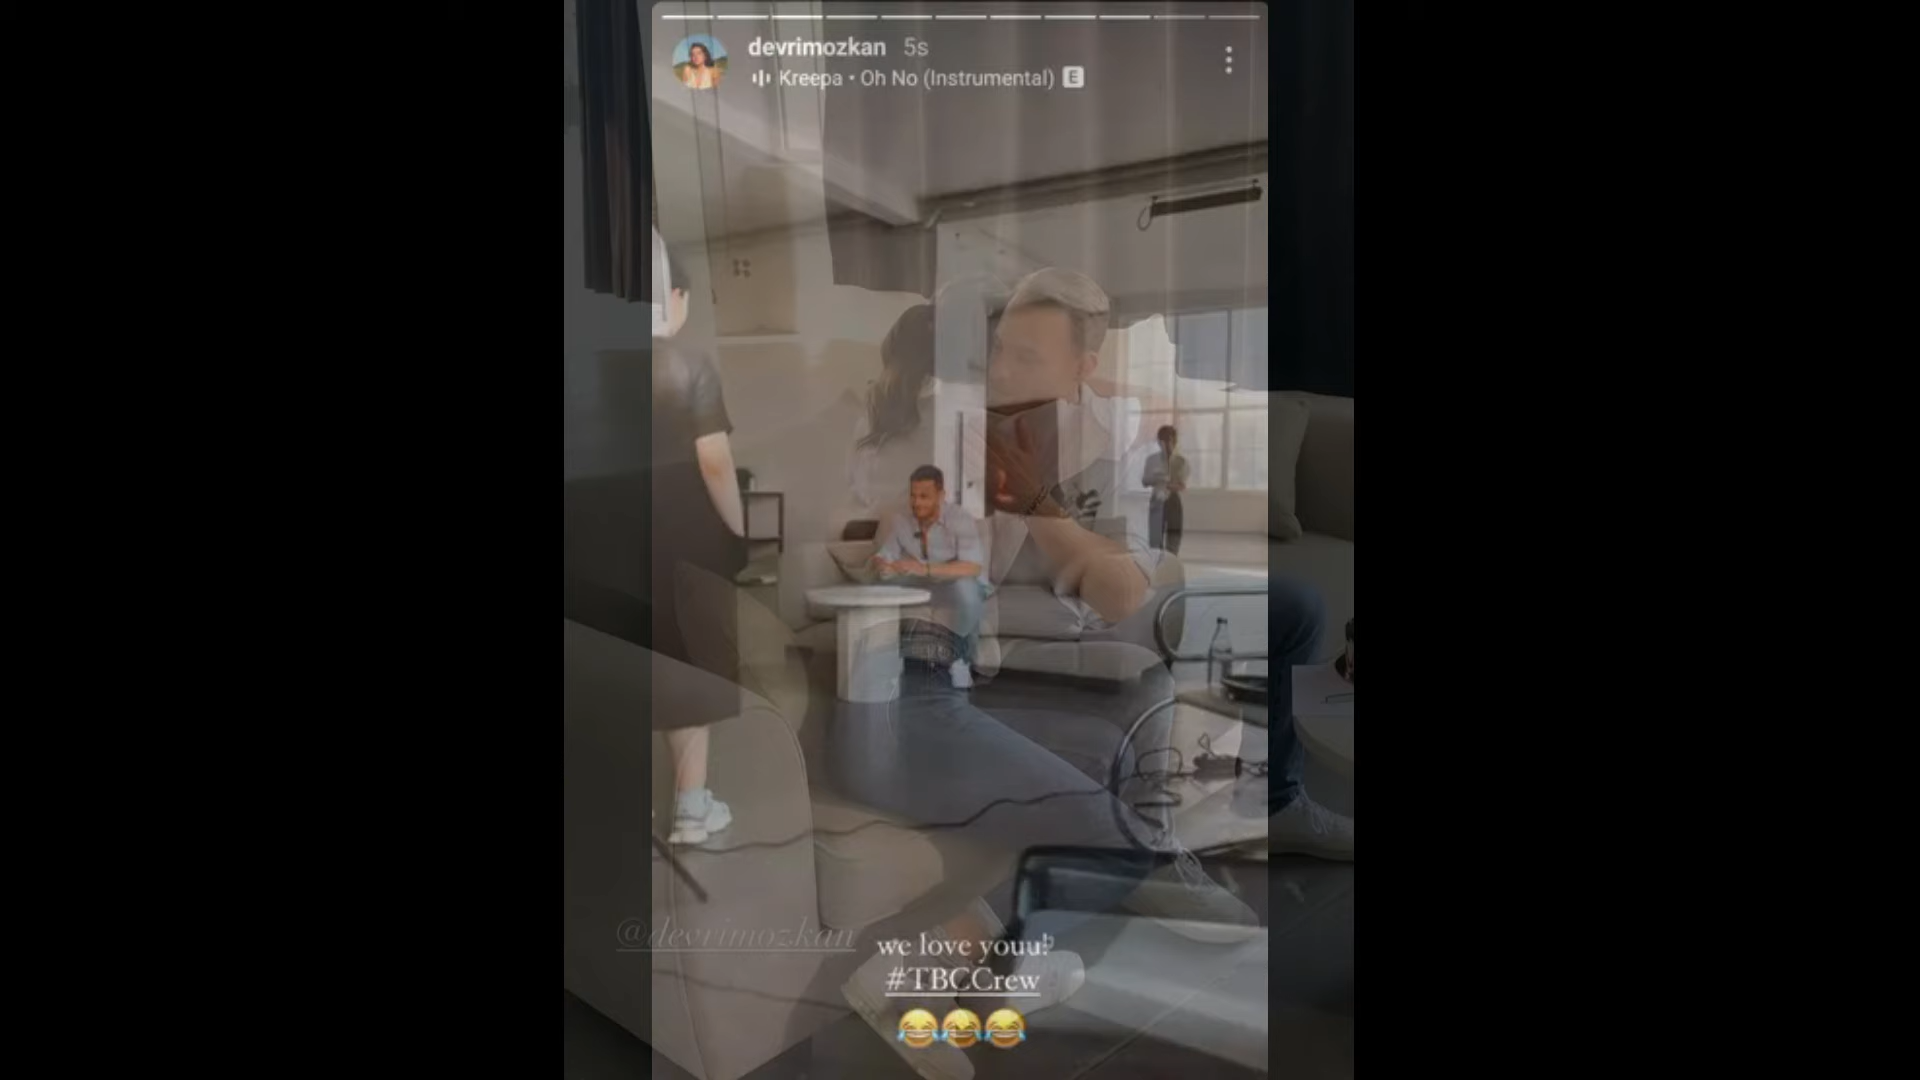 devrimozkan 5s
Kreepa • Oh No (Instrumental) E
@devrimozkan
we love youu!
#TBCCrew